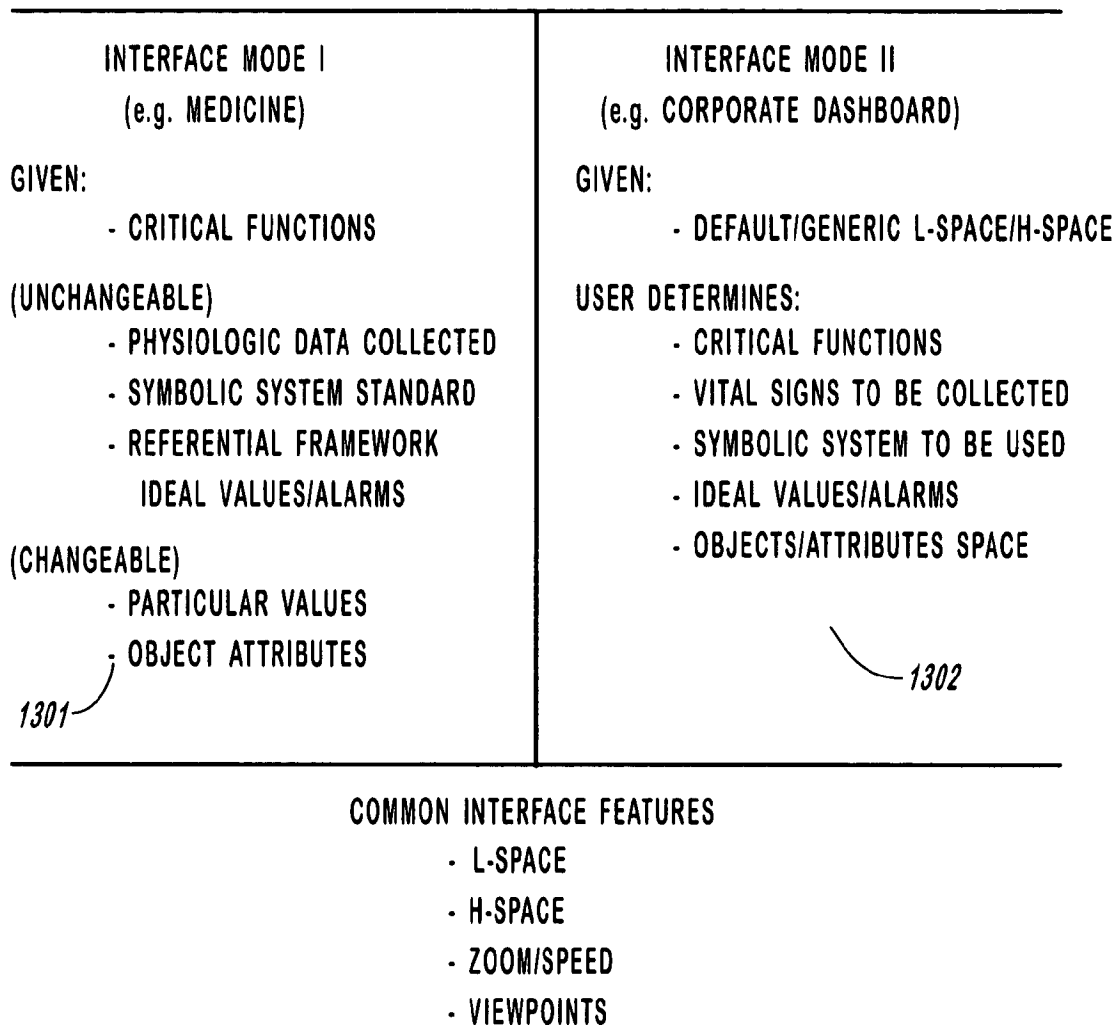 INTERFACE MODE I
(e.g. MEDICINE)
GIVEN:
- CRITICAL FUNCTIONS
(UNCHANGEABLE)
- PHYSIOLOGIC DATA COLLECTED
- SYMBOLIC SYSTEM STANDARD
- REFERENTIAL FRAMEWORK
IDEAL VALUES/ALARMS
(CHANGEABLE)
- PARTICULAR VALUES
- OBJECT ATTRIBUTES
1301
INTERFACE MODE II
(e.g. CORPORATE DASHBOARD)
GIVEN:
- DEFAULT/GENERIC L-SPACE/H-SPACE
USER DETERMINES:
- CRITICAL FUNCTIONS
- VITAL SIGNS TO BE COLLECTED
- SYMBOLIC SYSTEM TO BE USED
- IDEAL VALUES/ALARMS
- OBJECTS/ATTRIBUTES SPACE
1302
COMMON INTERFACE FEATURES
- L-SPACE
- H-SPACE
- ZOOM/SPEED
- VIEWPOINTS